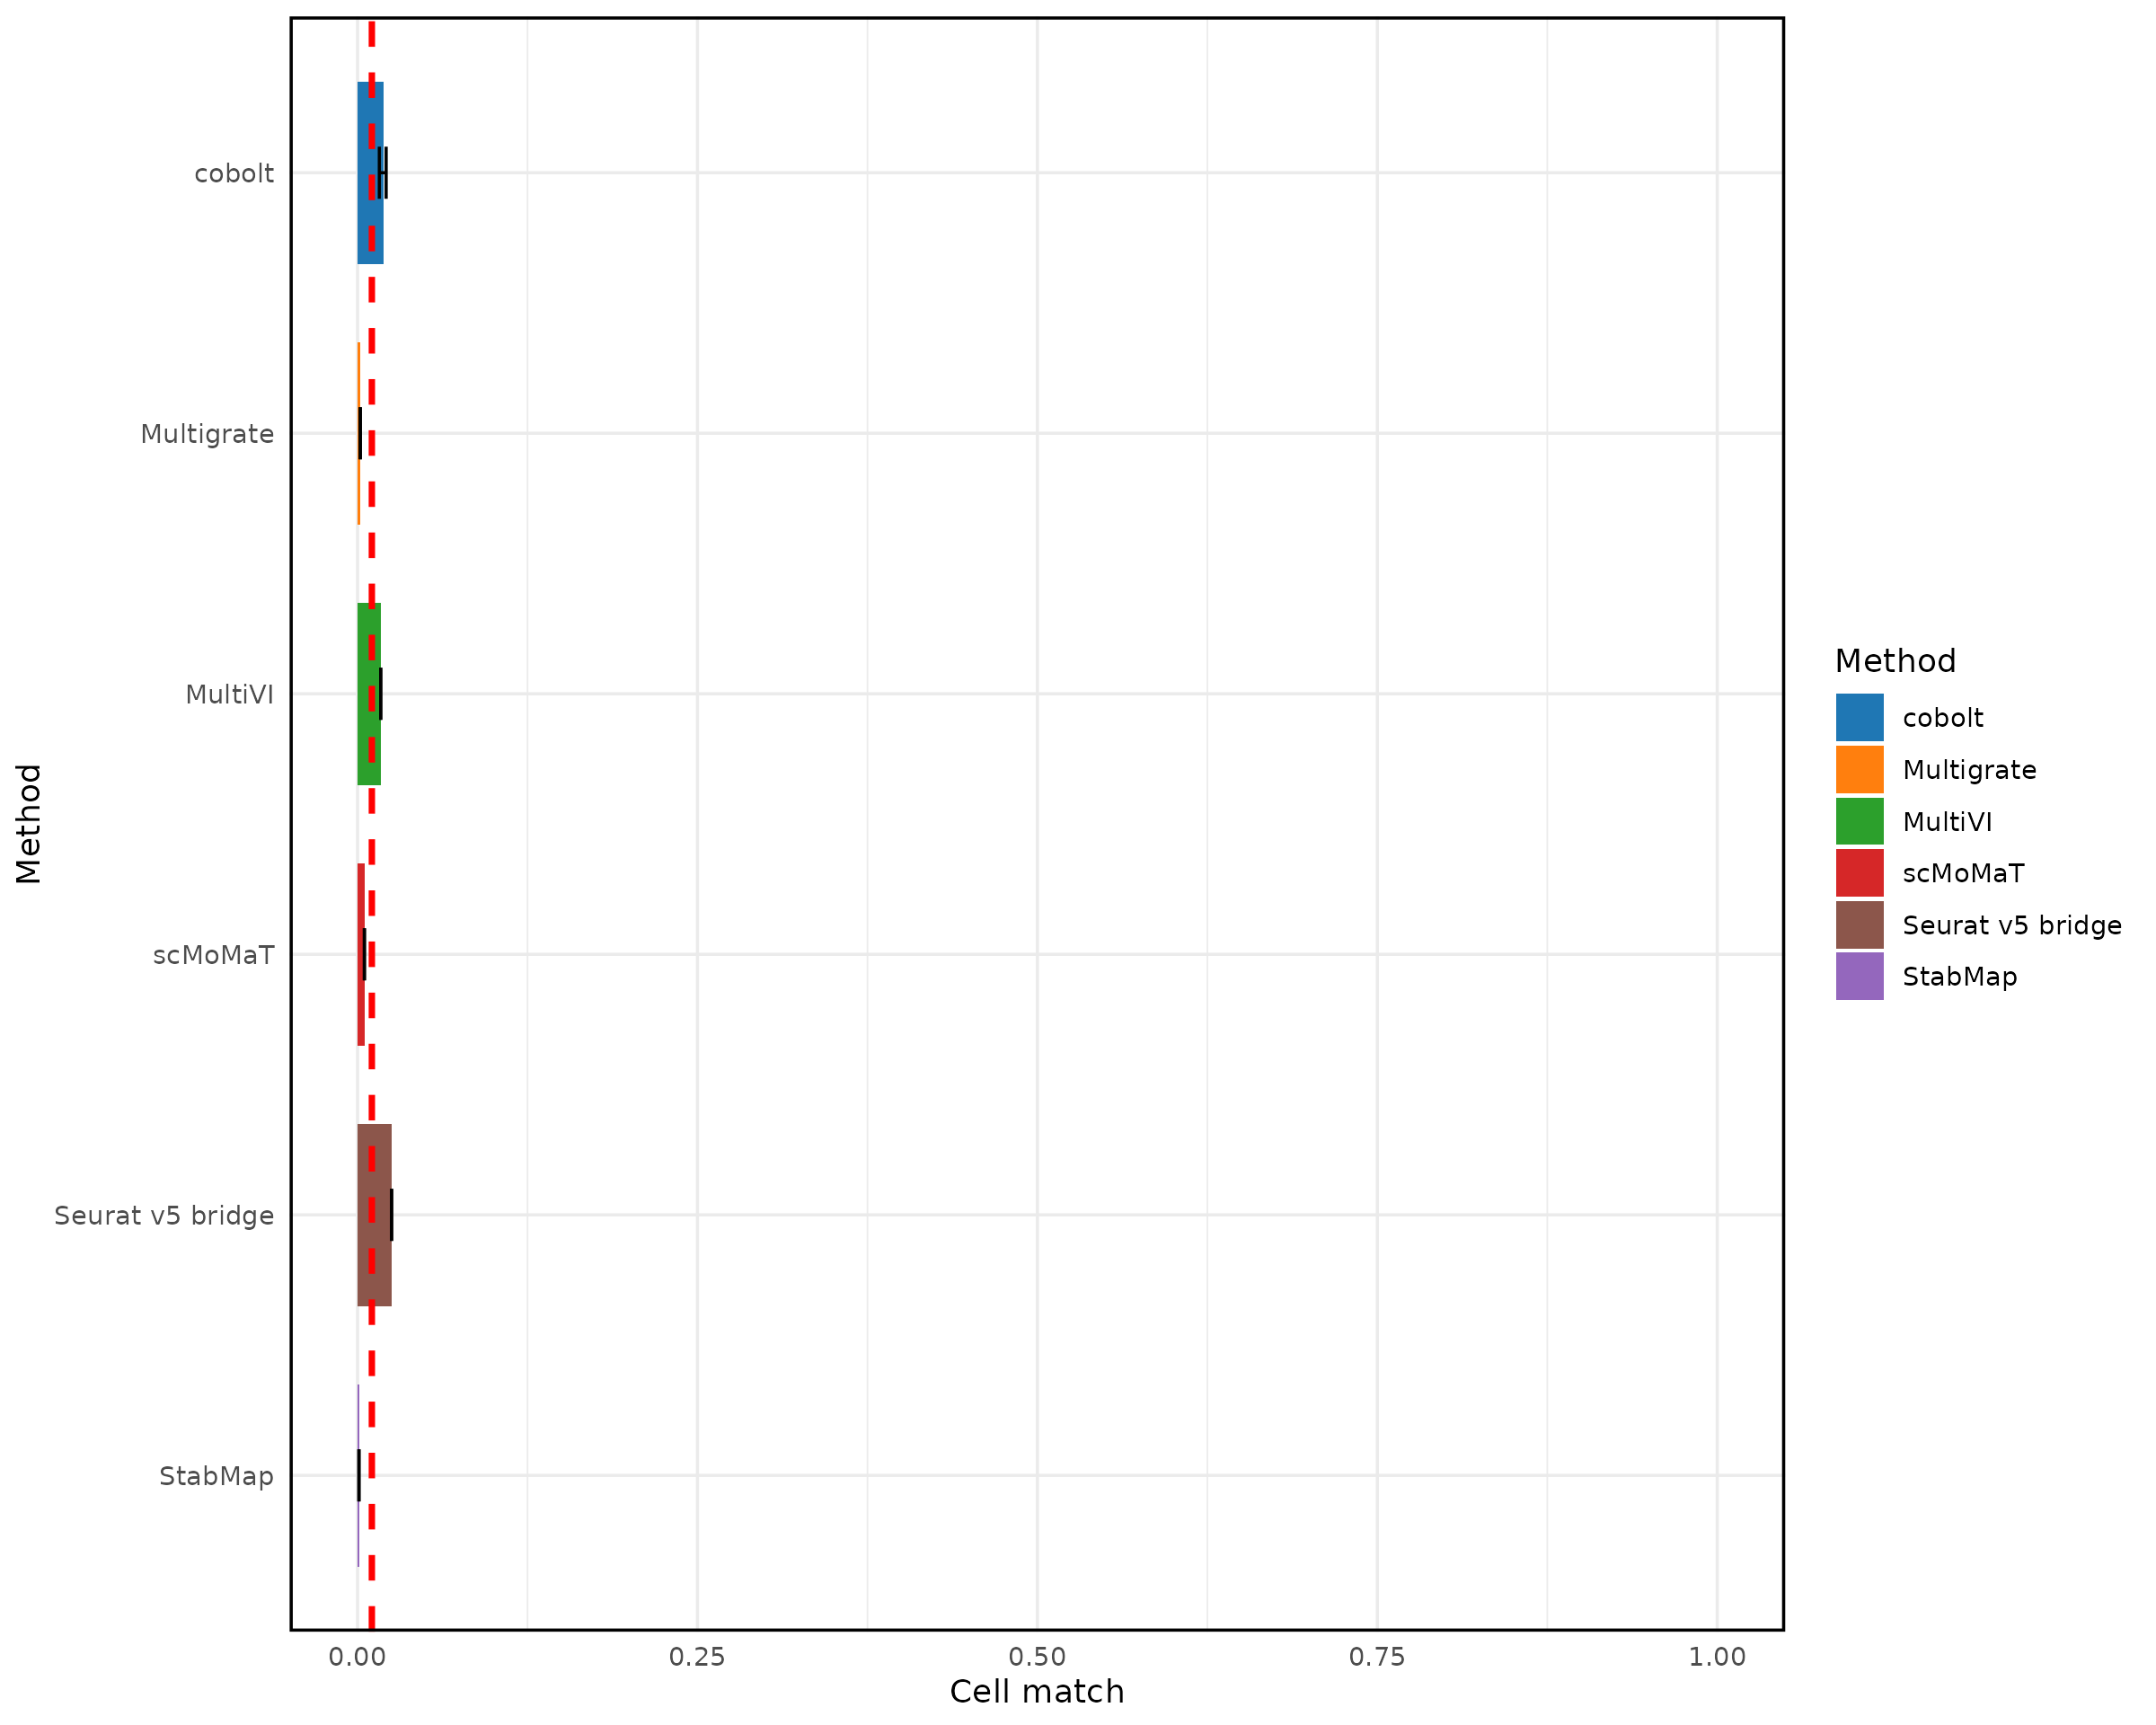 cobolt
Multigrate
MultiVI
scMoMaT
Seurat v5 bridge
StabMap
Method
0.00
0.25
0.50
0.75
1.00
Cell match
Method
cobolt
Multigrate
MultiVI
scMoMaT
Seurat v5 bridge
StabMap